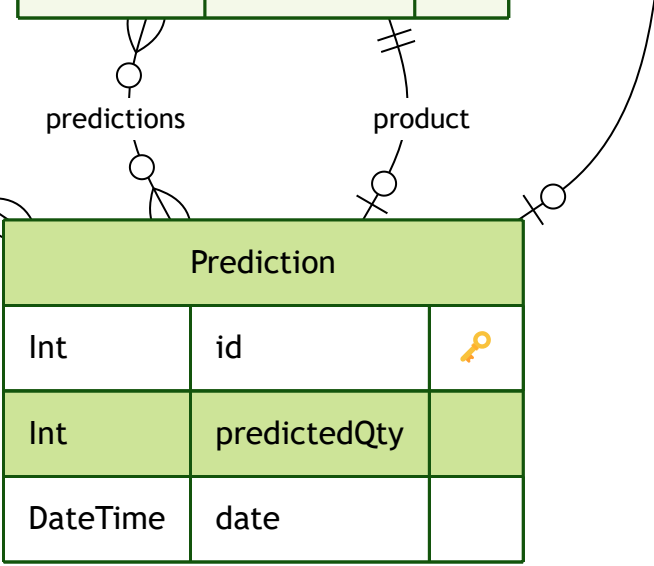 predictions
product
Prediction
Int id
Int predictedQty
DateTime date